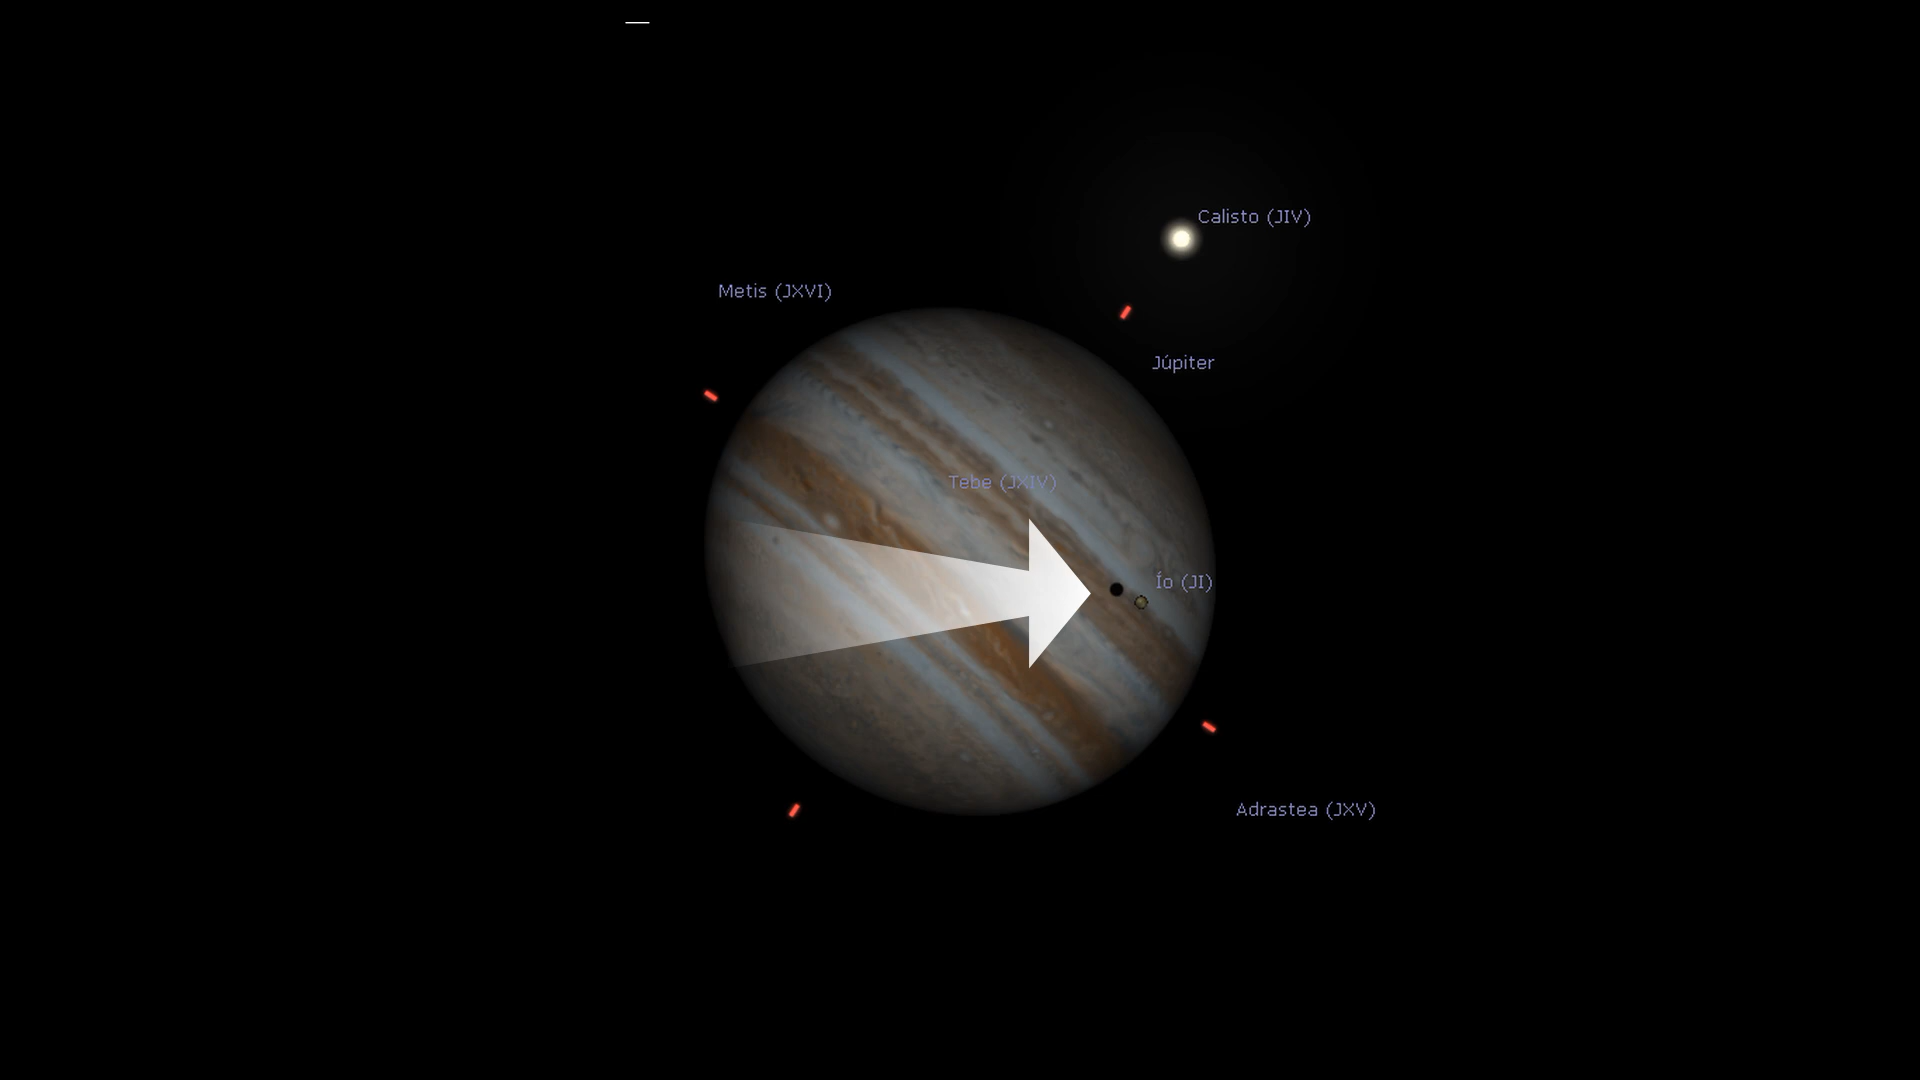 Calisto (JIV)
Metis (JXVI)
Júpiter
Tebe (JXIV)
Ío (JI)
Adrastea (JXV)